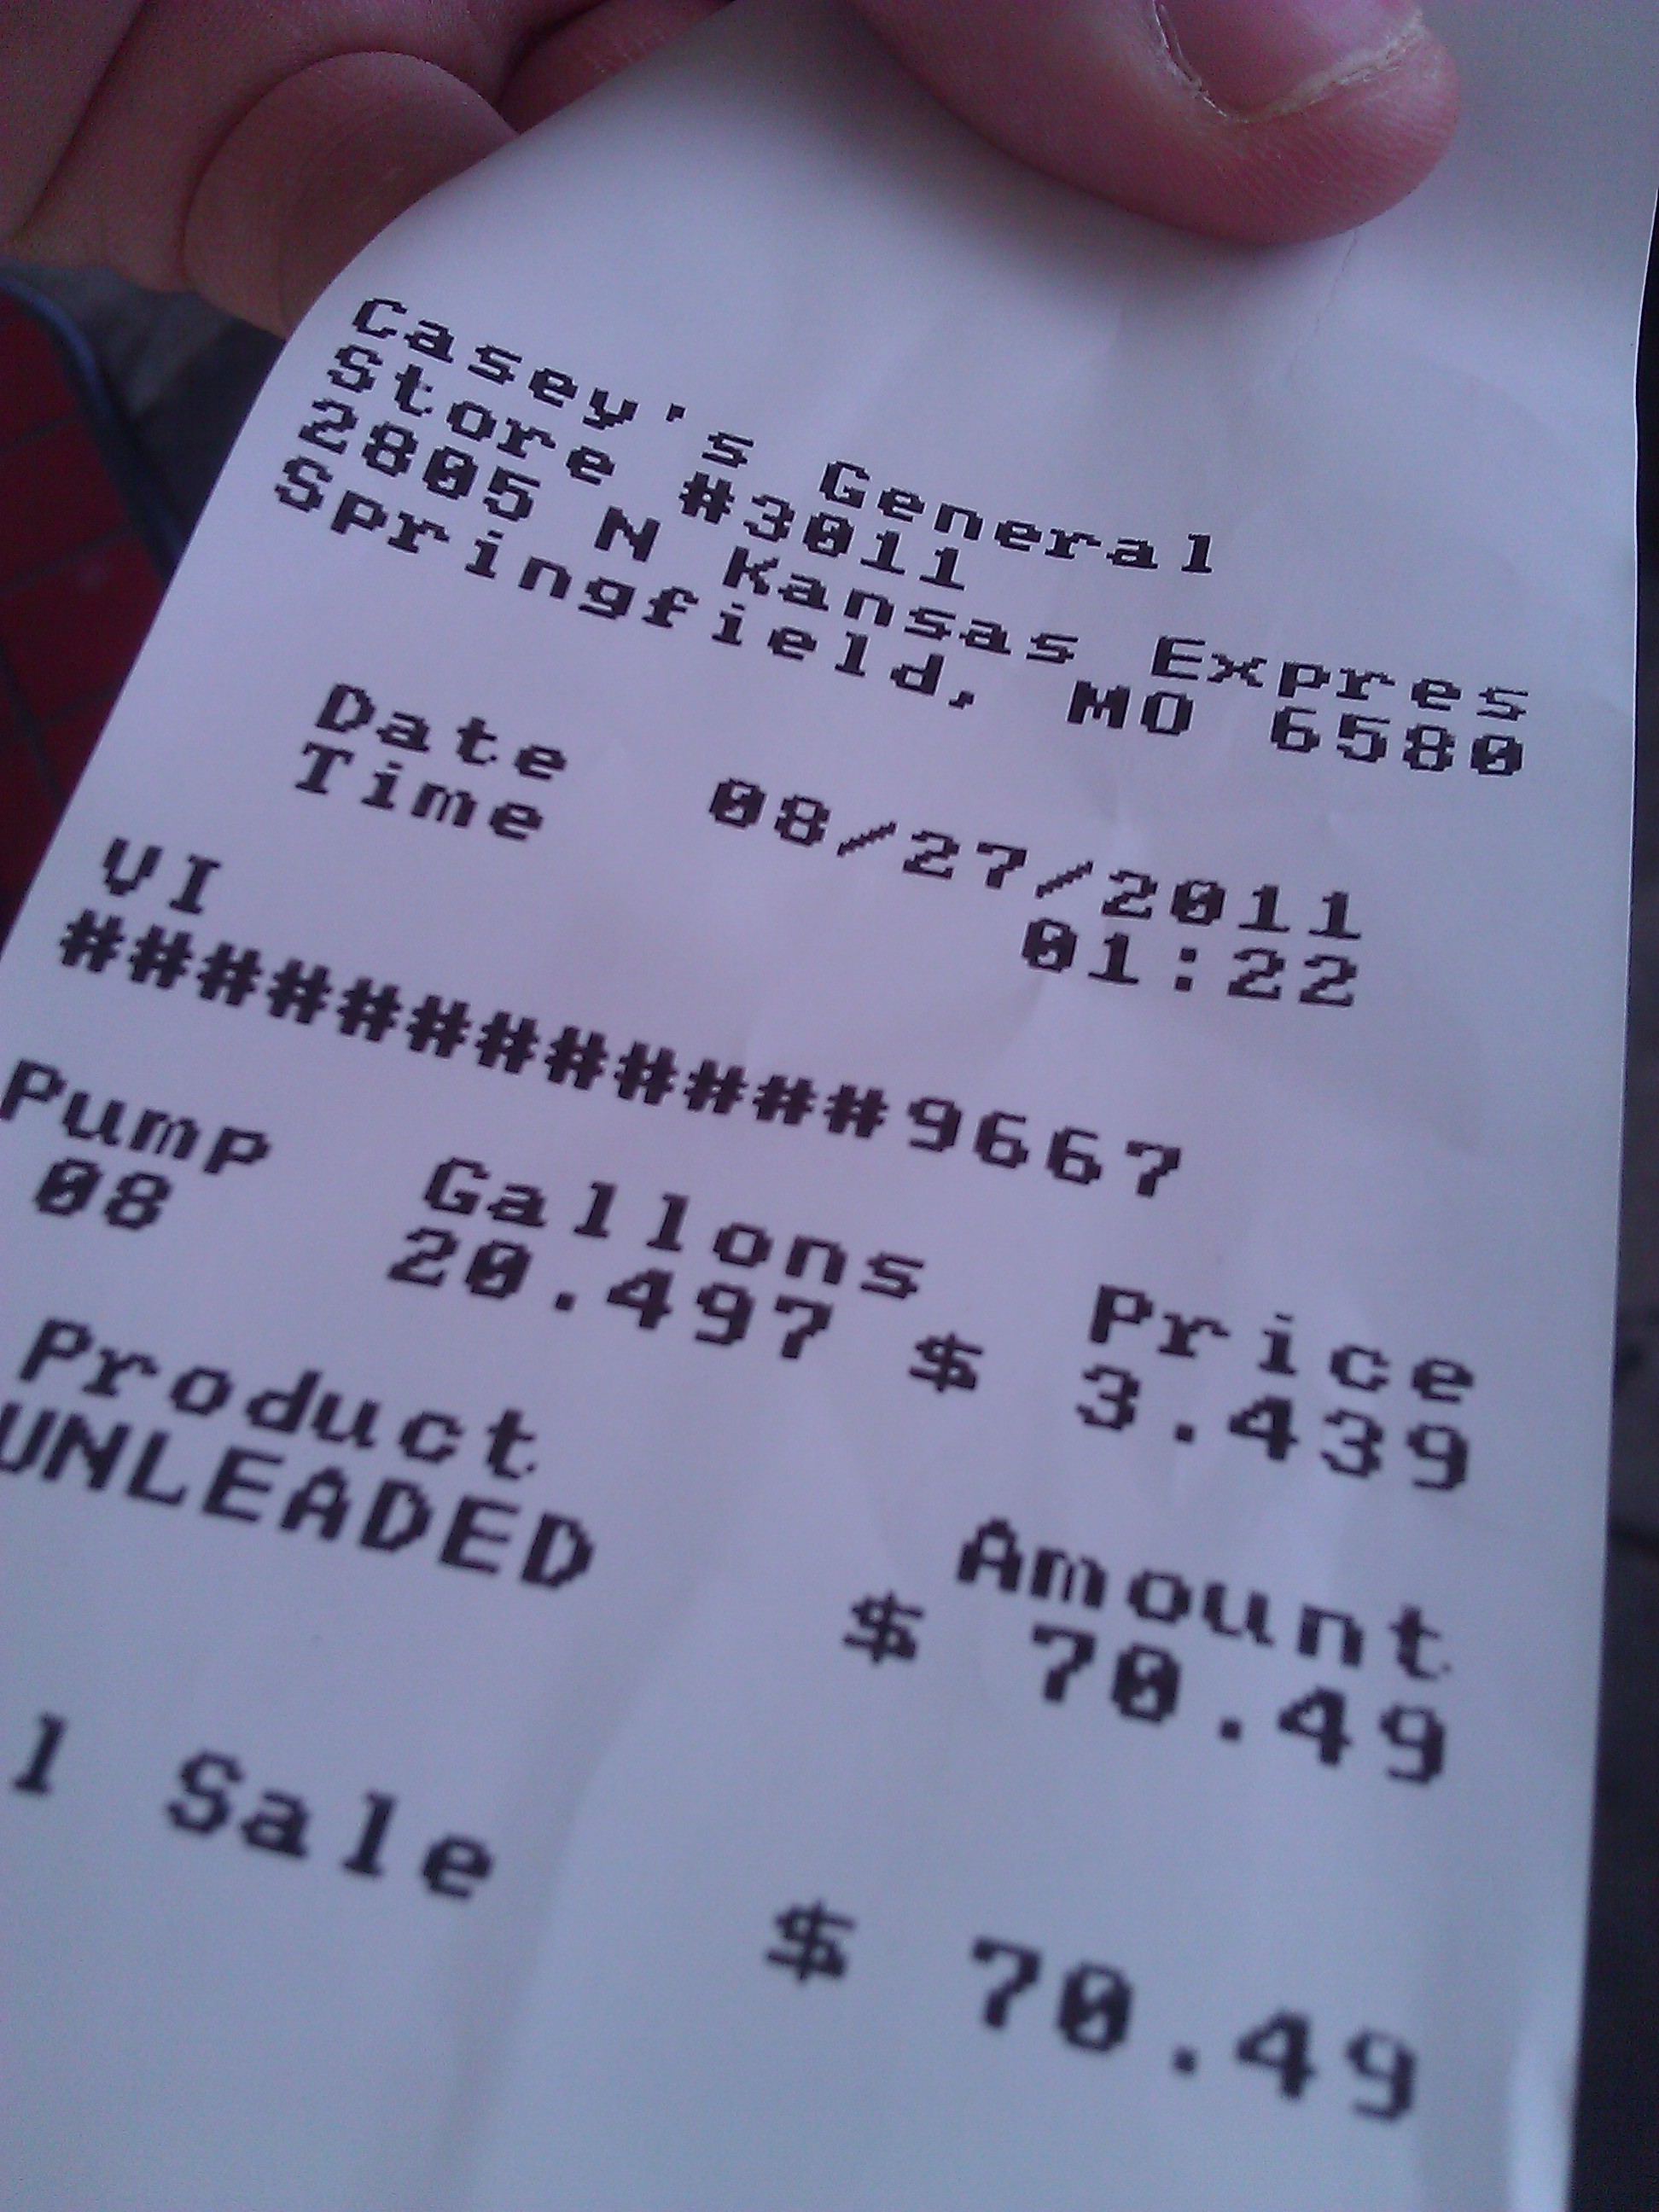 Casey's General
Store #3011
2805 N Kansas Expres
Springfield, MO 6580
Date 08/27/2011
Time 01:22
VI
############9667
Pump Gallons Price
08 20.497 $ 3.439
Product Amount
UNLEADED $ 70.49
l Sale $ 70.49